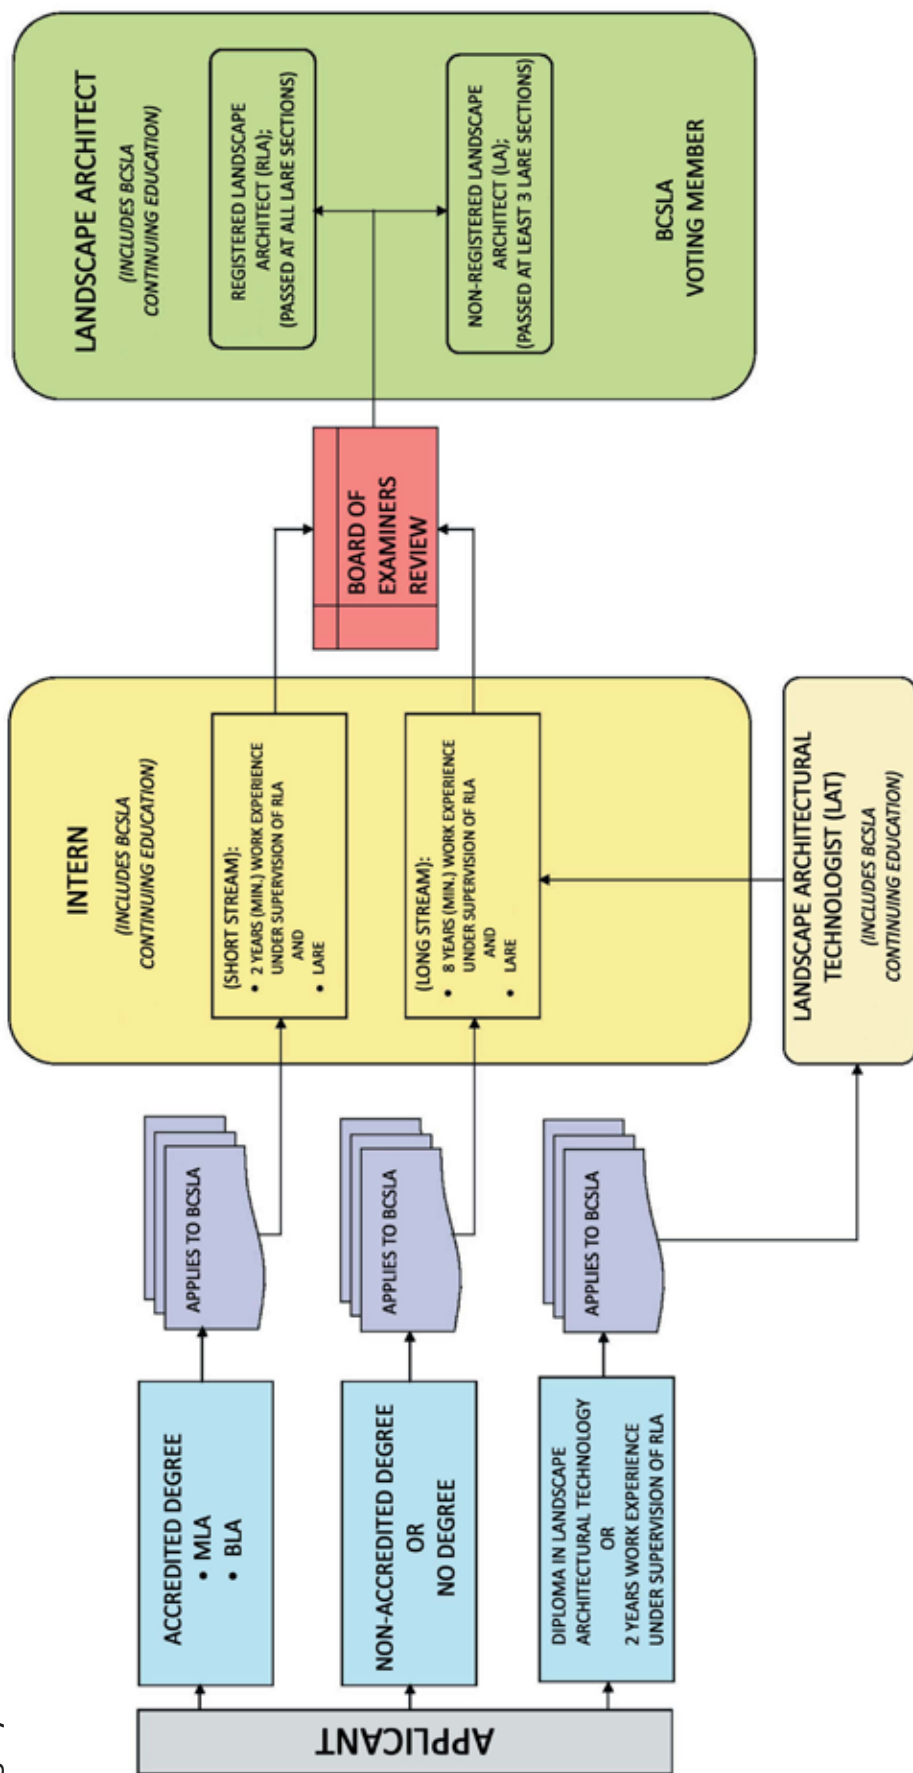 APPLICANT
ACCREDITED DEGREE
• MLA
• BLA
NON-ACCREDITED DEGREE
OR
NO DEGREE
DIPLOMA IN LANDSCAPE
ARCHITECTURAL TECHNOLOGY
OR
2 YEARS WORK EXPERIENCE
UNDER SUPERVISION OF RLA
APPLIES TO BCSLA
APPLIES TO BCSLA
APPLIES TO BCSLA
INTERN
(INCLUDES BCSLA
CONTINUING EDUCATION)
(SHORT STREAM):
• 2 YEARS (MIN.) WORK EXPERIENCE
UNDER SUPERVISION OF RLA
AND
• LARE
(LONG STREAM):
• 8 YEARS (MIN.) WORK EXPERIENCE
UNDER SUPERVISION OF RLA
AND
• LARE
LANDSCAPE ARCHITECTURAL
TECHNOLOGIST (LAT)
(INCLUDES BCSLA
CONTINUING EDUCATION)
BOARD OF
EXAMINERS
REVIEW
LANDSCAPE ARCHITECT
(INCLUDES BCSLA
CONTINUING EDUCATION)
REGISTERED LANDSCAPE
ARCHITECT (RLA);
(PASSED AT ALL LARE SECTIONS)
NON-REGISTERED LANDSCAPE
ARCHITECT (LA);
(PASSED AT LEAST 3 LARE SECTIONS)
BCSLA
VOTING MEMBER